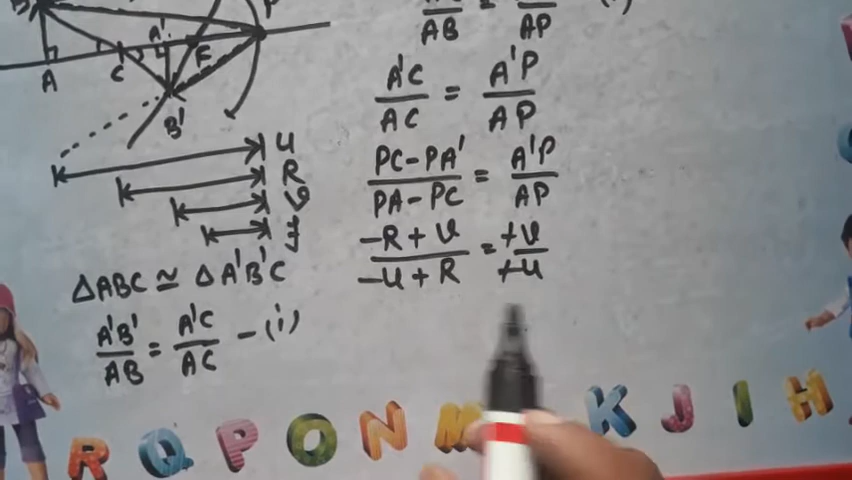 B
P
A'
F
A
C
B'
U
R
v
f
ΔABC ≃ ΔA'B'C
A'B'/AB = A'C/AC - (i)
AB = AP
A'C/AC = A'P/AP
PC-PA'/PA-PC = A'P/AP
-R+v/-u+R = +v/+u
R Q P O N M K J I H